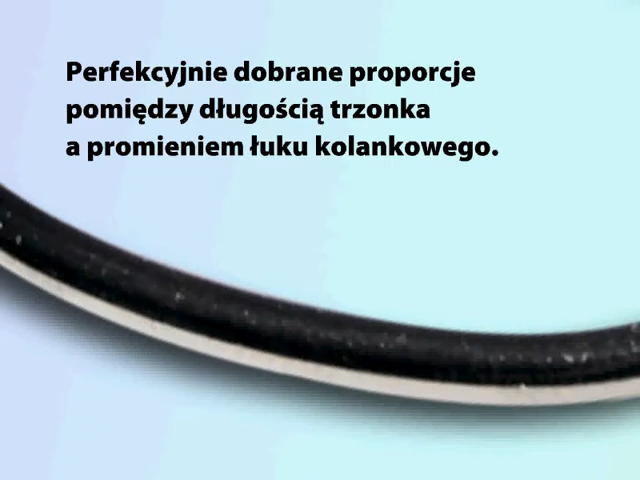 Perfekcyjnie dobrane proporcje
pomiędzy długością trzonka
a promieniem łuku kolankowego.